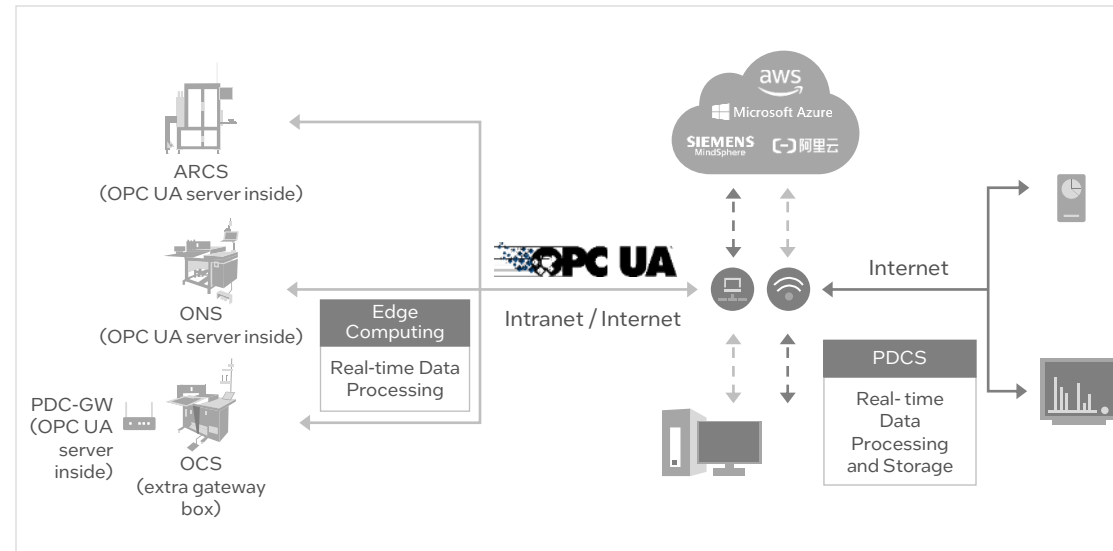 aws
Microsoft Azure
SIEMENS
MindSphere
阿里云
ARCS
(OPC UA server inside)
ONS
(OPC UA server inside)
PDC-GW
(OPC UA
server
inside)
OCS
(extra gateway
box)
Edge
Computing
Real-time Data
Processing
OPC UA
Intranet / Internet
Internet
PDCS
Real- time
Data
Processing
and Storage